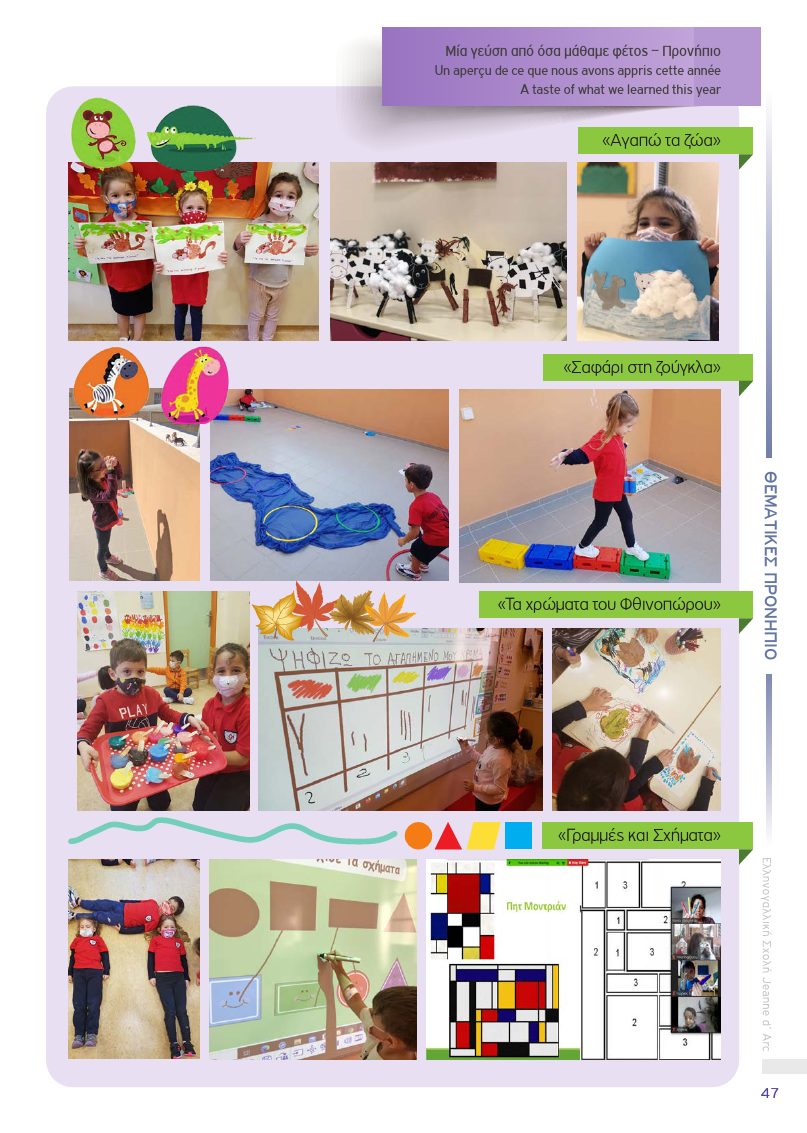 Μία γεύση από όσα μάθαμε φέτος – Προνήπιο
Un aperçu de ce que nous avons appris cette année
A taste of what we learned this year
«Αγαπώ τα ζώα»
«Σαφάρι στη ζούγκλα»
«Τα χρώματα του Φθινοπώρου»
PLAY
ΨΗΦΙΖΩ ΤΟ ΑΓΑΠΗΜΕΝΟ ΜΟΥ
2
2
3
«Γραμμές και Σχήματα»
τα σχήματα
Πητ Μοντριάν
1
3
2
1
2
2
1
3
3
2
3
ΘΕΜΑΤΙΚΕΣ ΠΡΟΝΗΠΙΟ
Ελληνογαλλική Σχολή Jeanne d' Arc
47